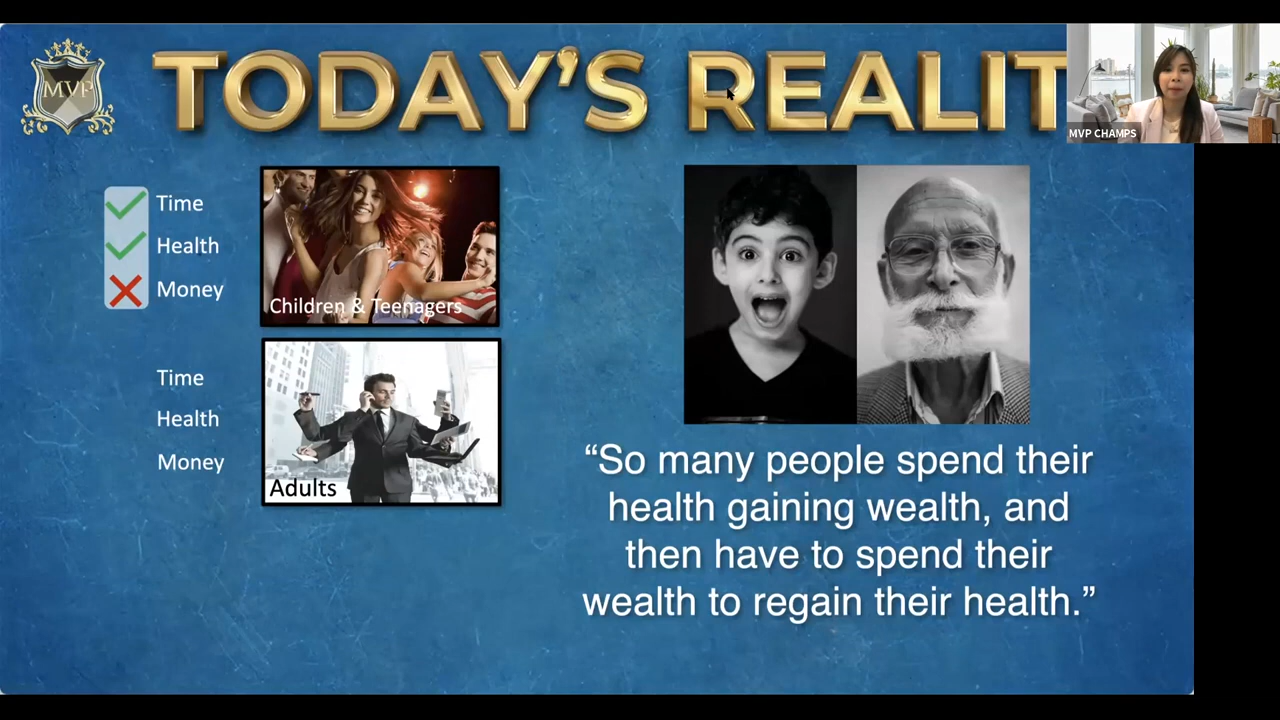 MVP
TODAY'S REALIT
MVP CHAMPS
Time
Health
Money
Children & Teenagers
Time
Health
Money
Adults
“So many people spend their
health gaining wealth, and
then have to spend their
wealth to regain their health.”